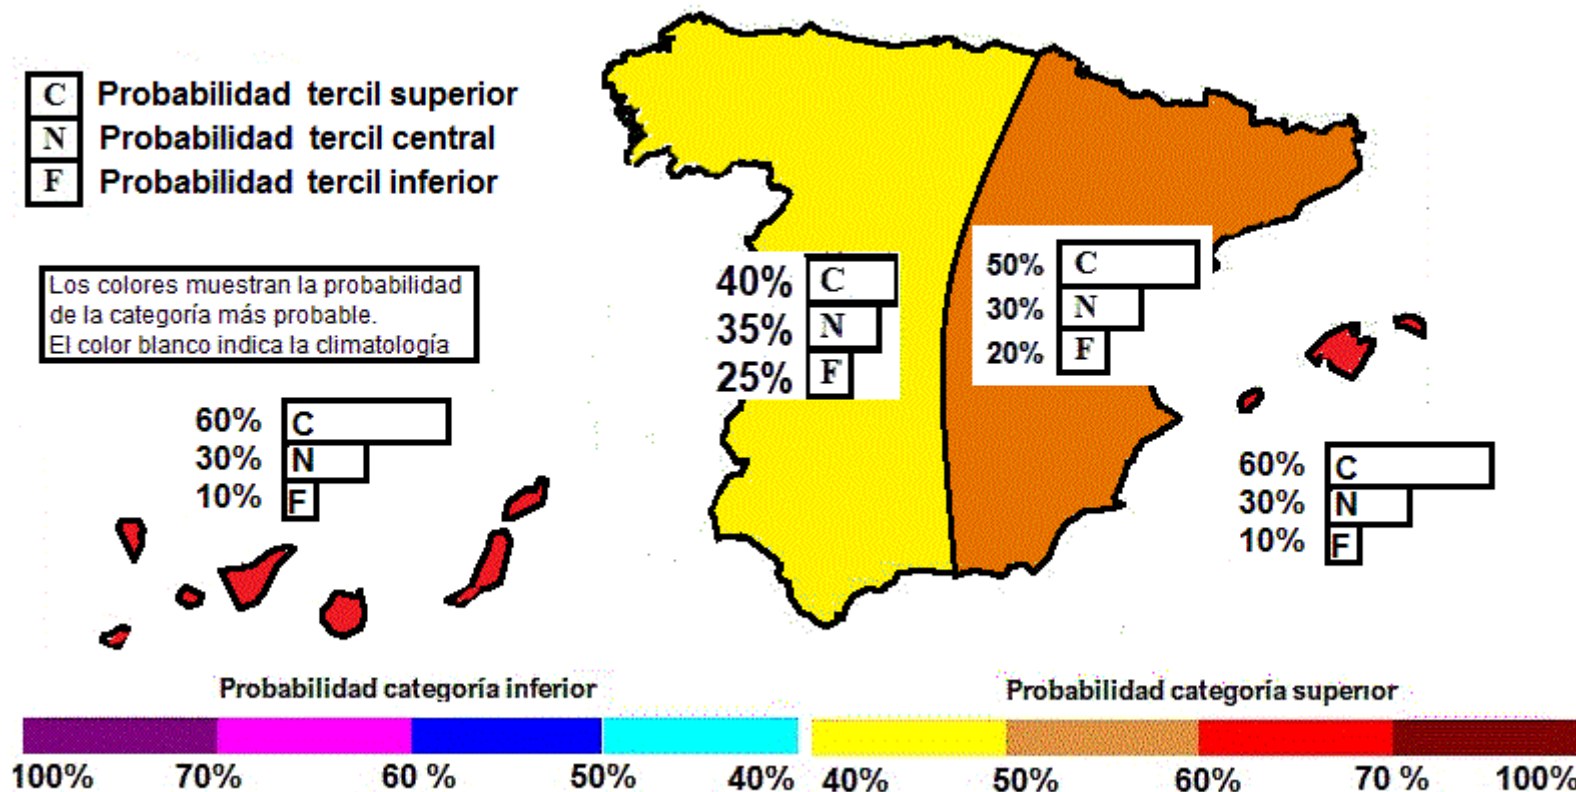 C Probabilidad tercil superior
N Probabilidad tercil central
F Probabilidad tercil inferior
Los colores muestran la probabilidad
de la categoría más probable.
El color blanco indica la climatología
40% C
35% N
25% F
50% C
30% N
20% F
60% C
30% N
10% F
60% C
30% N
10% F
Probabilidad categoría inferior
Probabilidad categoría superior
100% 70% 60 % 50% 40% 40% 50% 60% 70 % 100%